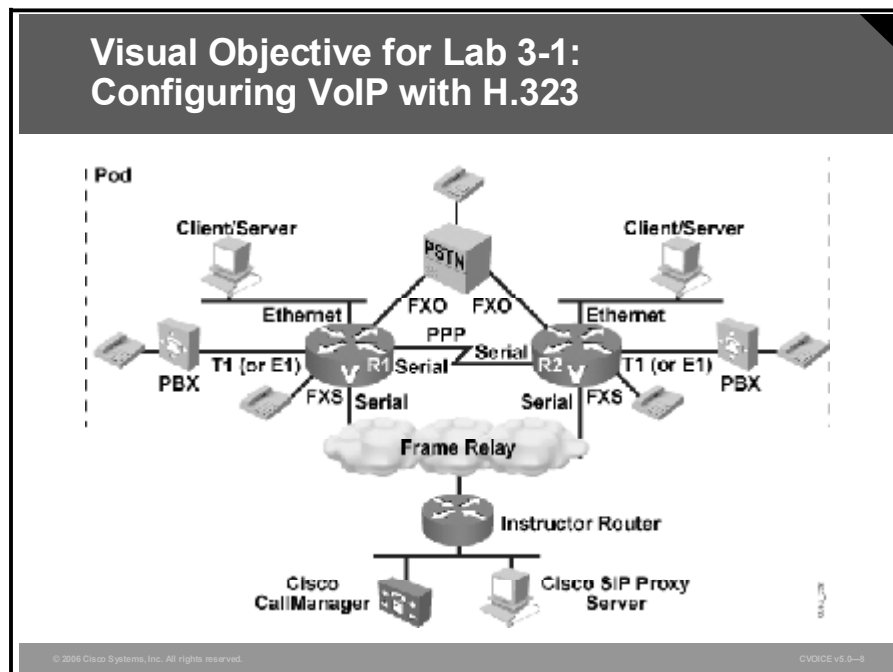 Visual Objective for Lab 3-1:
Configuring VoIP with H.323
Pod
Client/Server
Client/Server
PSTN
FXO
FXO
Ethernet
Ethernet
PPP
Serial
Serial
R1
R2
V
V
PBX
T1 (or E1)
T1 (or E1)
PBX
FXS
Serial
Serial
FXS
Frame Relay
Instructor Router
Cisco
CallManager
Cisco SIP Proxy
Server
© 2006 Cisco Systems, Inc. All rights reserved.
CVOICE v5.0—8